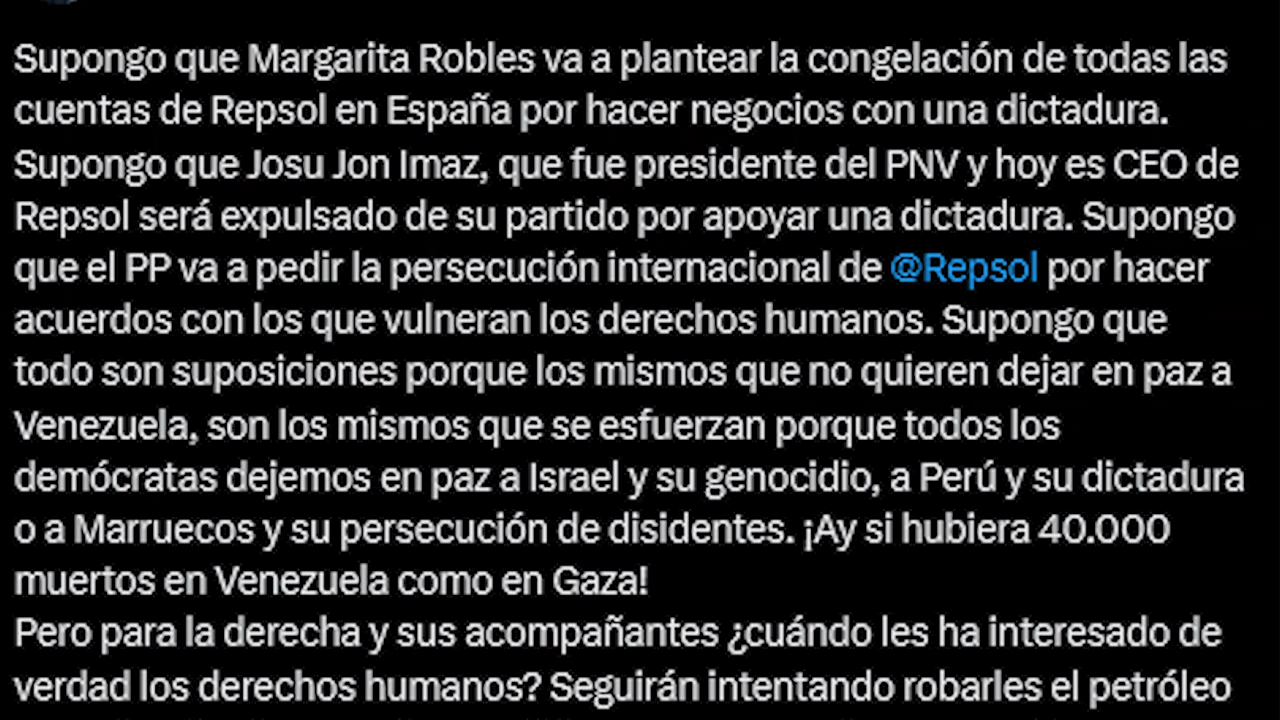 Supongo que Margarita Robles va a plantear la congelación de todas las
cuentas de Repsol en España por hacer negocios con una dictadura.
Supongo que Josu Jon Imaz, que fue presidente del PNV y hoy es CEO de
Repsol será expulsado de su partido por apoyar una dictadura. Supongo
que el PP va a pedir la persecución internacional de @Repsol por hacer
acuerdos con los que vulneran los derechos humanos. Supongo que
todo son suposiciones porque los mismos que no quieren dejar en paz a
Venezuela, son los mismos que se esfuerzan porque todos los
demócratas dejemos en paz a Israel y su genocidio, a Perú y su dictadura
o a Marruecos y su persecución de disidentes. ¡Ay si hubiera 40.000
muertos en Venezuela como en Gaza!
Pero para la derecha y sus acompañantes ¿cuándo les ha interesado de
verdad los derechos humanos? Seguirán intentando robarles el petróleo